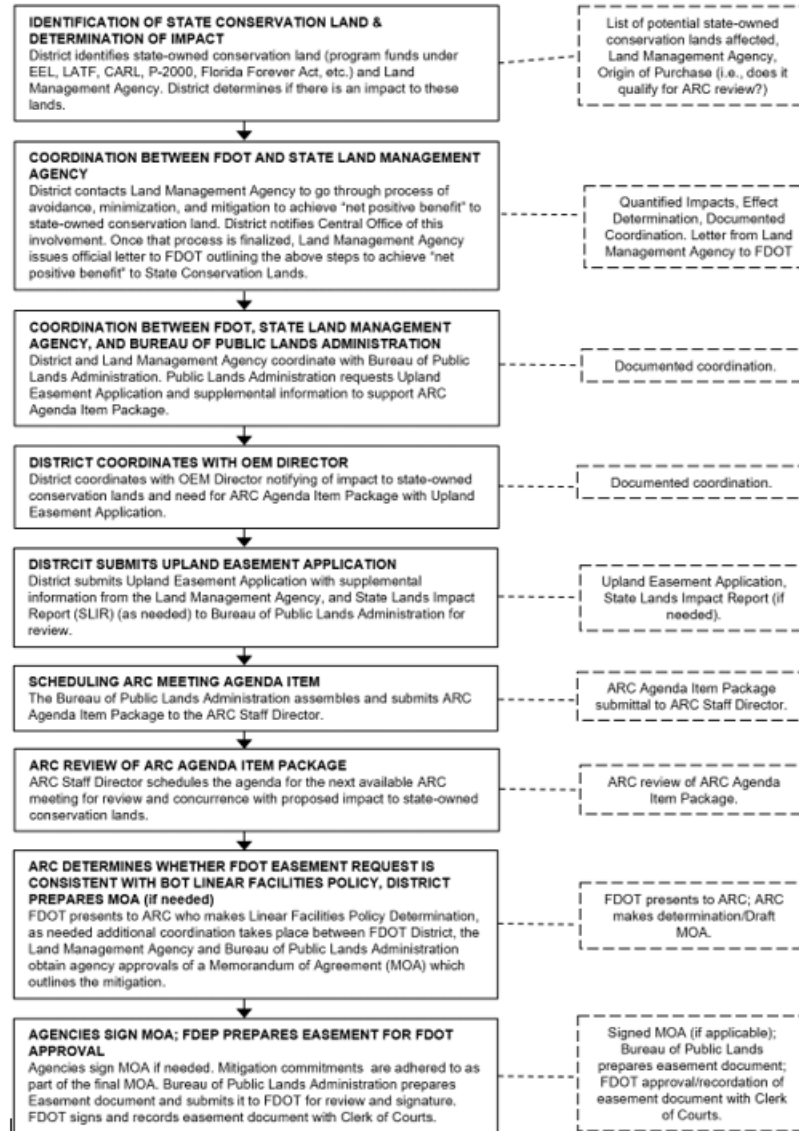 IDENTIFICATION OF STATE CONSERVATION LAND &
DETERMINATION OF IMPACT
District identifies state-owned conservation land (program funds under
EEL, LATF, CARL, P-2000, Florida Forever Act, etc.) and Land
Management Agency. District determines if there is an impact to these
lands.
List of potential state-owned
conservation lands affected,
Land Management Agency,
Origin of Purchase (i.e., does it
qualify for ARC review?)
COORDINATION BETWEEN FDOT AND STATE LAND MANAGEMENT
AGENCY
District contacts Land Management Agency to go through process of
avoidance, minimization, and mitigation to achieve “net positive benefit” to
state-owned conservation land. District notifies Central Office of this
involvement. Once that process is finalized, Land Management Agency
issues official letter to FDOT outlining the above steps to achieve “net
positive benefit” to State Conservation Lands.
Quantified Impacts, Effect
Determination, Documented
Coordination. Letter from Land
Management Agency to FDOT
COORDINATION BETWEEN FDOT, STATE LAND MANAGEMENT
AGENCY, AND BUREAU OF PUBLIC LANDS ADMINISTRATION
District and Land Management Agency coordinate with Bureau of Public
Lands Administration. Public Lands Administration requests Upland
Easement Application and supplemental information to support ARC
Agenda Item Package.
Documented coordination.
DISTRICT COORDINATES WITH OEM DIRECTOR
District coordinates with OEM Director notifying of impact to state-owned
conservation lands and need for ARC Agenda Item Package with Upland
Easement Application.
Documented coordination.
DISTRCIT SUBMITS UPLAND EASEMENT APPLICATION
District submits Upland Easement Application with supplemental
information from the Land Management Agency, and State Lands Impact
Report (SLIR) (as needed) to Bureau of Public Lands Administration for
review.
Upland Easement Application,
State Lands Impact Report (if
needed).
SCHEDULING ARC MEETING AGENDA ITEM
The Bureau of Public Lands Administration assembles and submits ARC
Agenda Item Package to the ARC Staff Director.
ARC Agenda Item Package
submittal to ARC Staff Director.
ARC REVIEW OF ARC AGENDA ITEM PACKAGE
ARC Staff Director schedules the agenda for the next available ARC
meeting for review and concurrence with proposed impact to state-owned
conservation lands.
ARC review of ARC Agenda
Item Package.
ARC DETERMINES WHETHER FDOT EASEMENT REQUEST IS
CONSISTENT WITH BOT LINEAR FACILITIES POLICY, DISTRICT
PREPARES MOA (if needed)
FDOT presents to ARC who makes Linear Facilities Policy Determination,
as needed additional coordination takes place between FDOT District, the
Land Management Agency and Bureau of Public Lands Administration
obtain agency approvals of a Memorandum of Agreement (MOA) which
outlines the mitigation.
FDOT presents to ARC; ARC
makes determination/Draft
MOA.
AGENCIES SIGN MOA; FDEP PREPARES EASEMENT FOR FDOT
APPROVAL
Agencies sign MOA if needed. Mitigation commitments are adhered to as
part of the final MOA. Bureau of Public Lands Administration prepares
Easement document and submits it to FDOT for review and signature.
FDOT signs and records easement document with Clerk of Courts.
Signed MOA (if applicable);
Bureau of Public Lands
prepares easement document;
FDOT approval/recordation of
easement document with Clerk
of Courts.